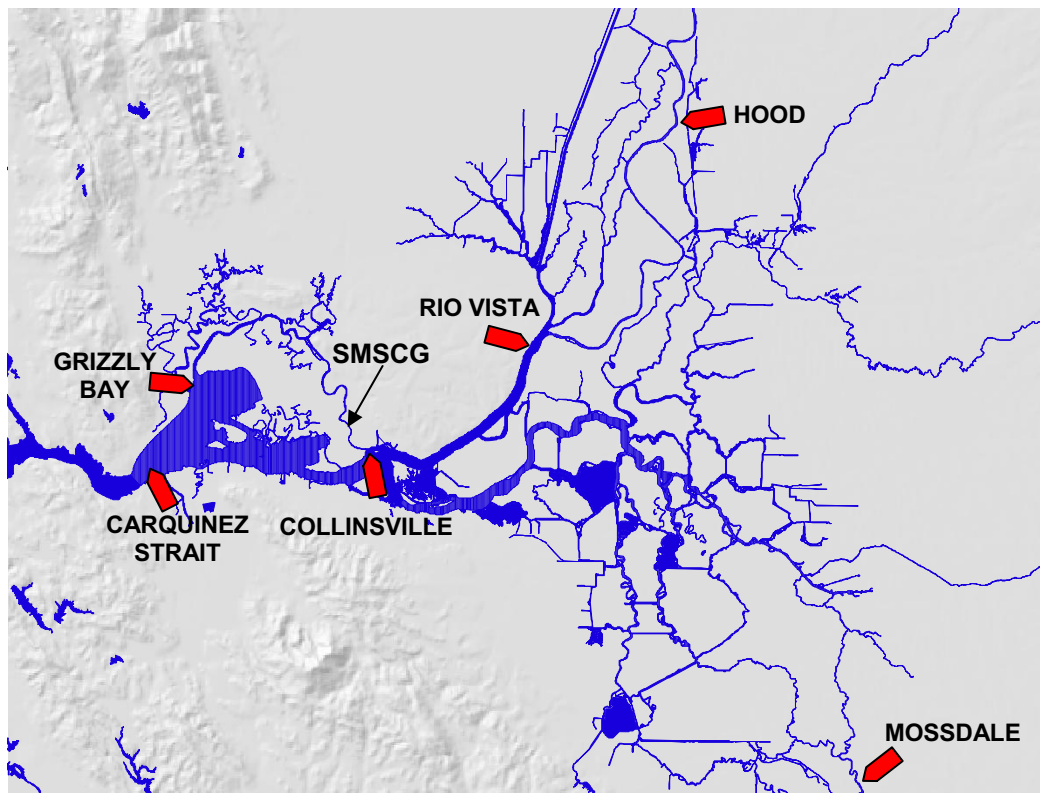 HOOD
RIO VISTA
SMSCG
GRIZZLY
BAY
CARQUINEZ
STRAIT
COLLINSVILLE
MOSSDALE